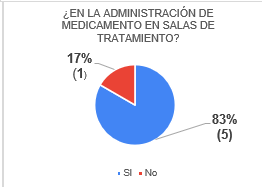 ¿EN LA ADMINISTRACIÓN DE
MEDICAMENTO EN SALAS DE
TRATAMIENTO?
17%
(1)
83%
(5)
SI No